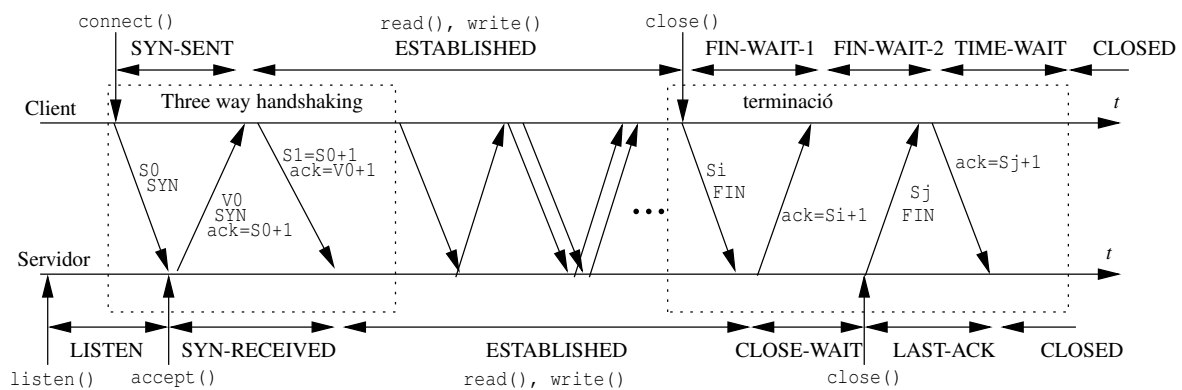 connect()
read(), write()
close()
SYN-SENT
ESTABLISHED
FIN-WAIT-1
FIN-WAIT-2
TIME-WAIT
CLOSED
Client
Three way handshaking
terminació
t
S0
SYN
V0
SYN
ack=S0+1
S1=S0+1
ack=V0+1
...
Si
FIN
ack=Si+1
Sj
FIN
ack=Sj+1
Servidor
t
LISTEN
SYN-RECEIVED
ESTABLISHED
CLOSE-WAIT
LAST-ACK
CLOSED
listen()
accept()
read(), write()
close()